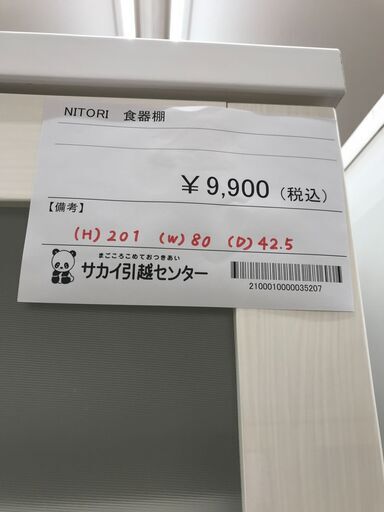 NITORI 食器棚
¥9,900（税込）
【備考】
(H) 201 (W) 80 (D) 42.5
まごころこめておつきあい
サカイ引越センター
2100010000035207